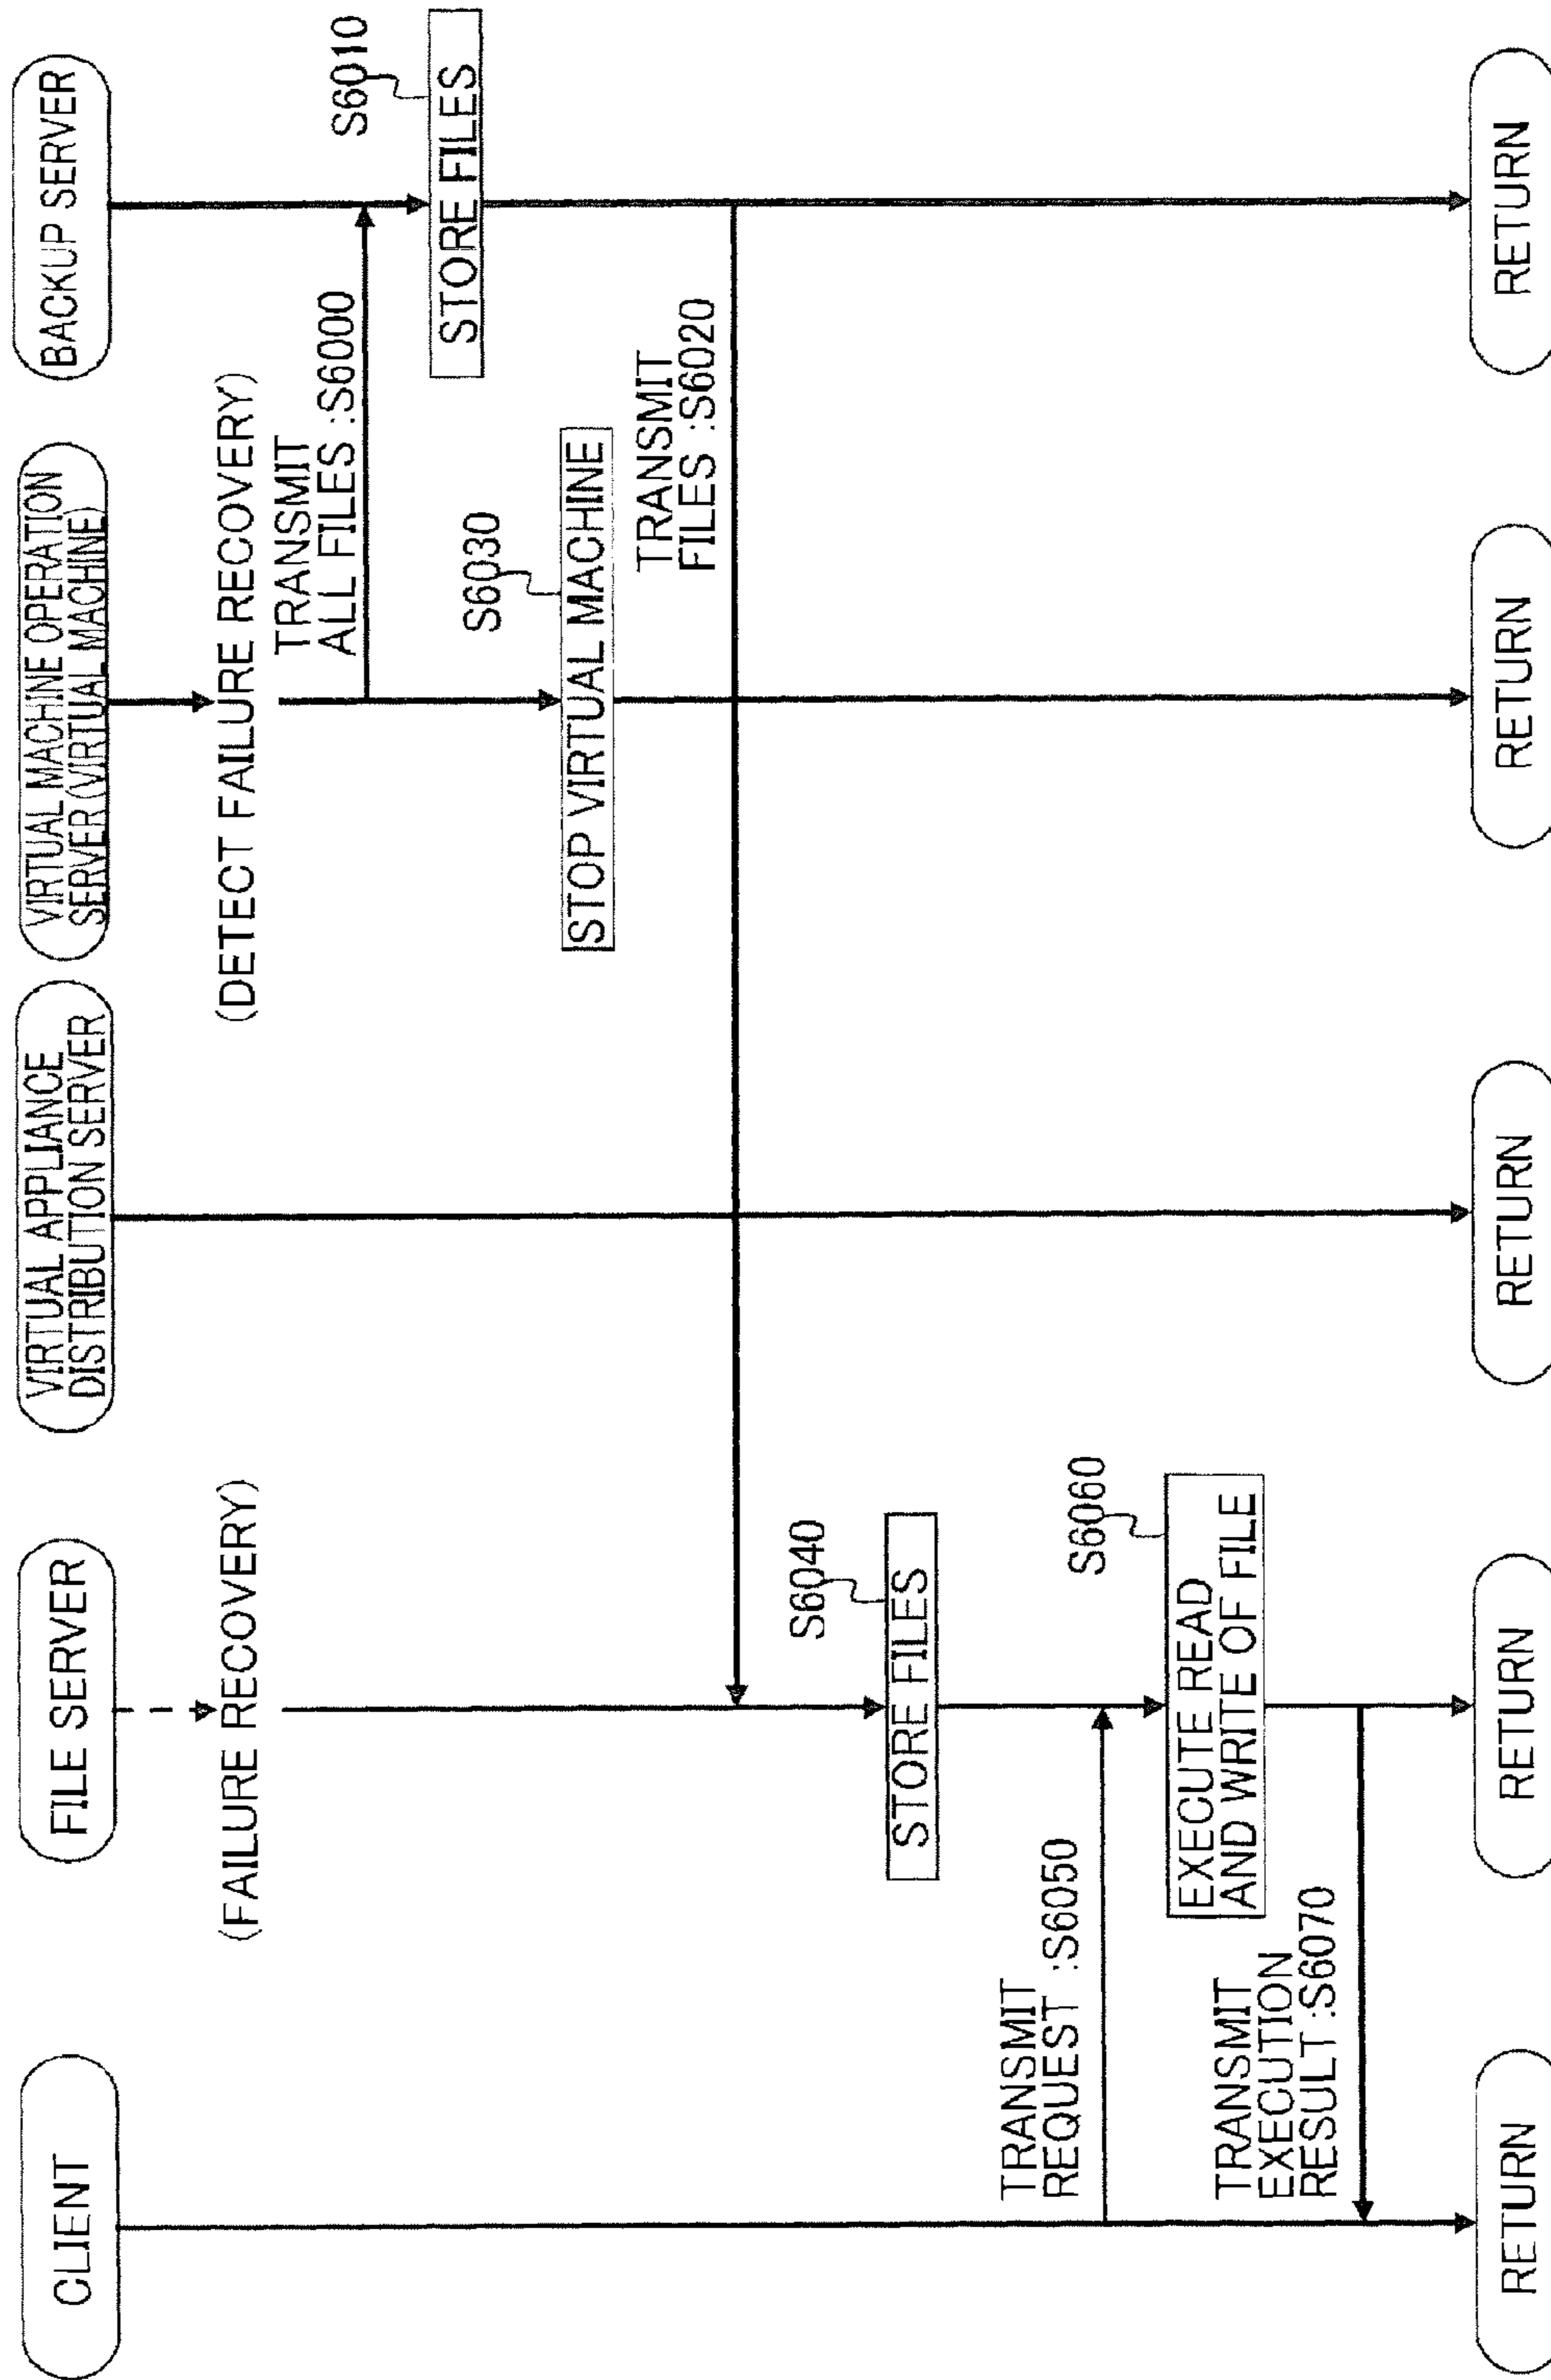 CLIENT
FILE SERVER
VIRTUAL APPLIANCE
DISTRIBUTION SERVER
VIRTUAL MACHINE OPERATION
SERVER(VIRTUAL MACHINE)
BACKUP SERVER
(FAILURE RECOVERY)
(DETECT FAILURE RECOVERY)
TRANSMIT
ALL FILES :S6000
S6010
STORE FILES
S6030
STOP VIRTUAL MACHINE
TRANSMIT
FILES :S6020
S6040
STORE FILES
TRANSMIT
REQUEST :S6050
S6060
EXECUTE READ
AND WRITE OF FILE
TRANSMIT
EXECUTION
RESULT :S6070
RETURN
RETURN
RETURN
RETURN
RETURN